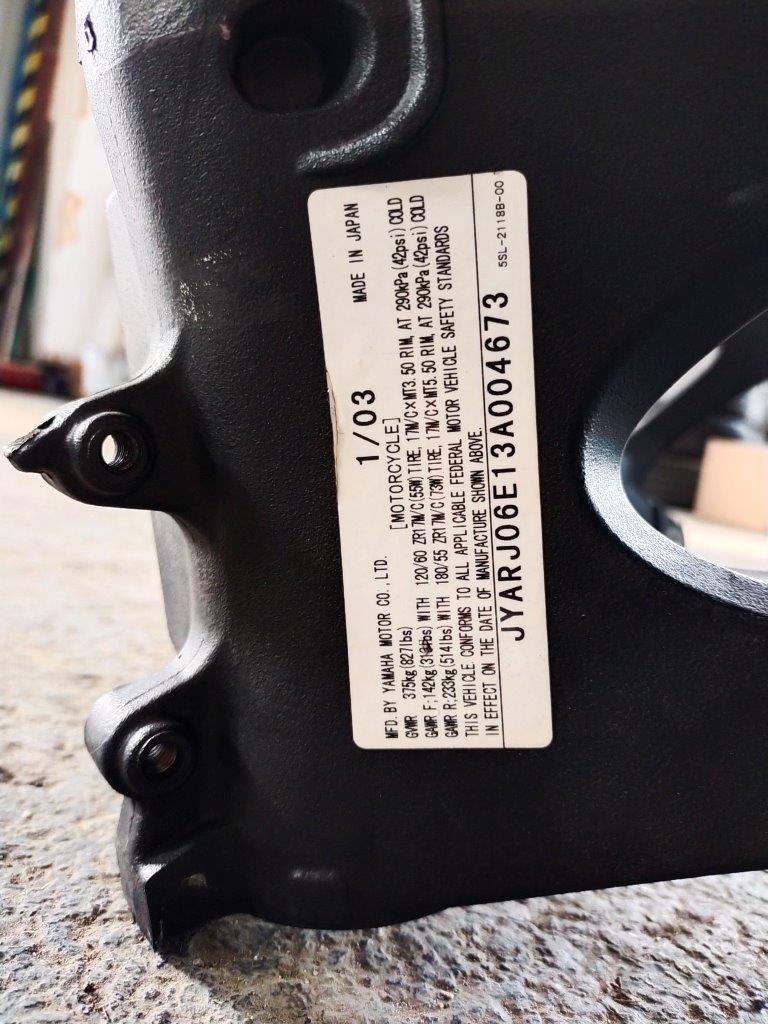 1/03 MADE IN JAPAN
MFD. BY YAMAHA MOTOR CO., LTD. [MOTORCYCLE]
GVWR 375kg(827lbs)
GAWR F:142kg(313lbs) WITH 120/60 ZR17M/C(55W)TIRE, 17M/C×MT3.50 RIM, AT 290kPa(42psi) COLD
GAWR R:233kg(514lbs) WITH 180/55 ZR17M/C(73W)TIRE, 17M/C×MT5.50 RIM, AT 290kPa(42psi) COLD
THIS VEHICLE CONFORMS TO ALL APPLICABLE FEDERAL MOTOR VEHICLE SAFETY STANDARDS
IN EFFECT ON THE DATE OF MANUFACTURE SHOWN ABOVE.
JYARJ06E13A004673 5SL-2118B-00